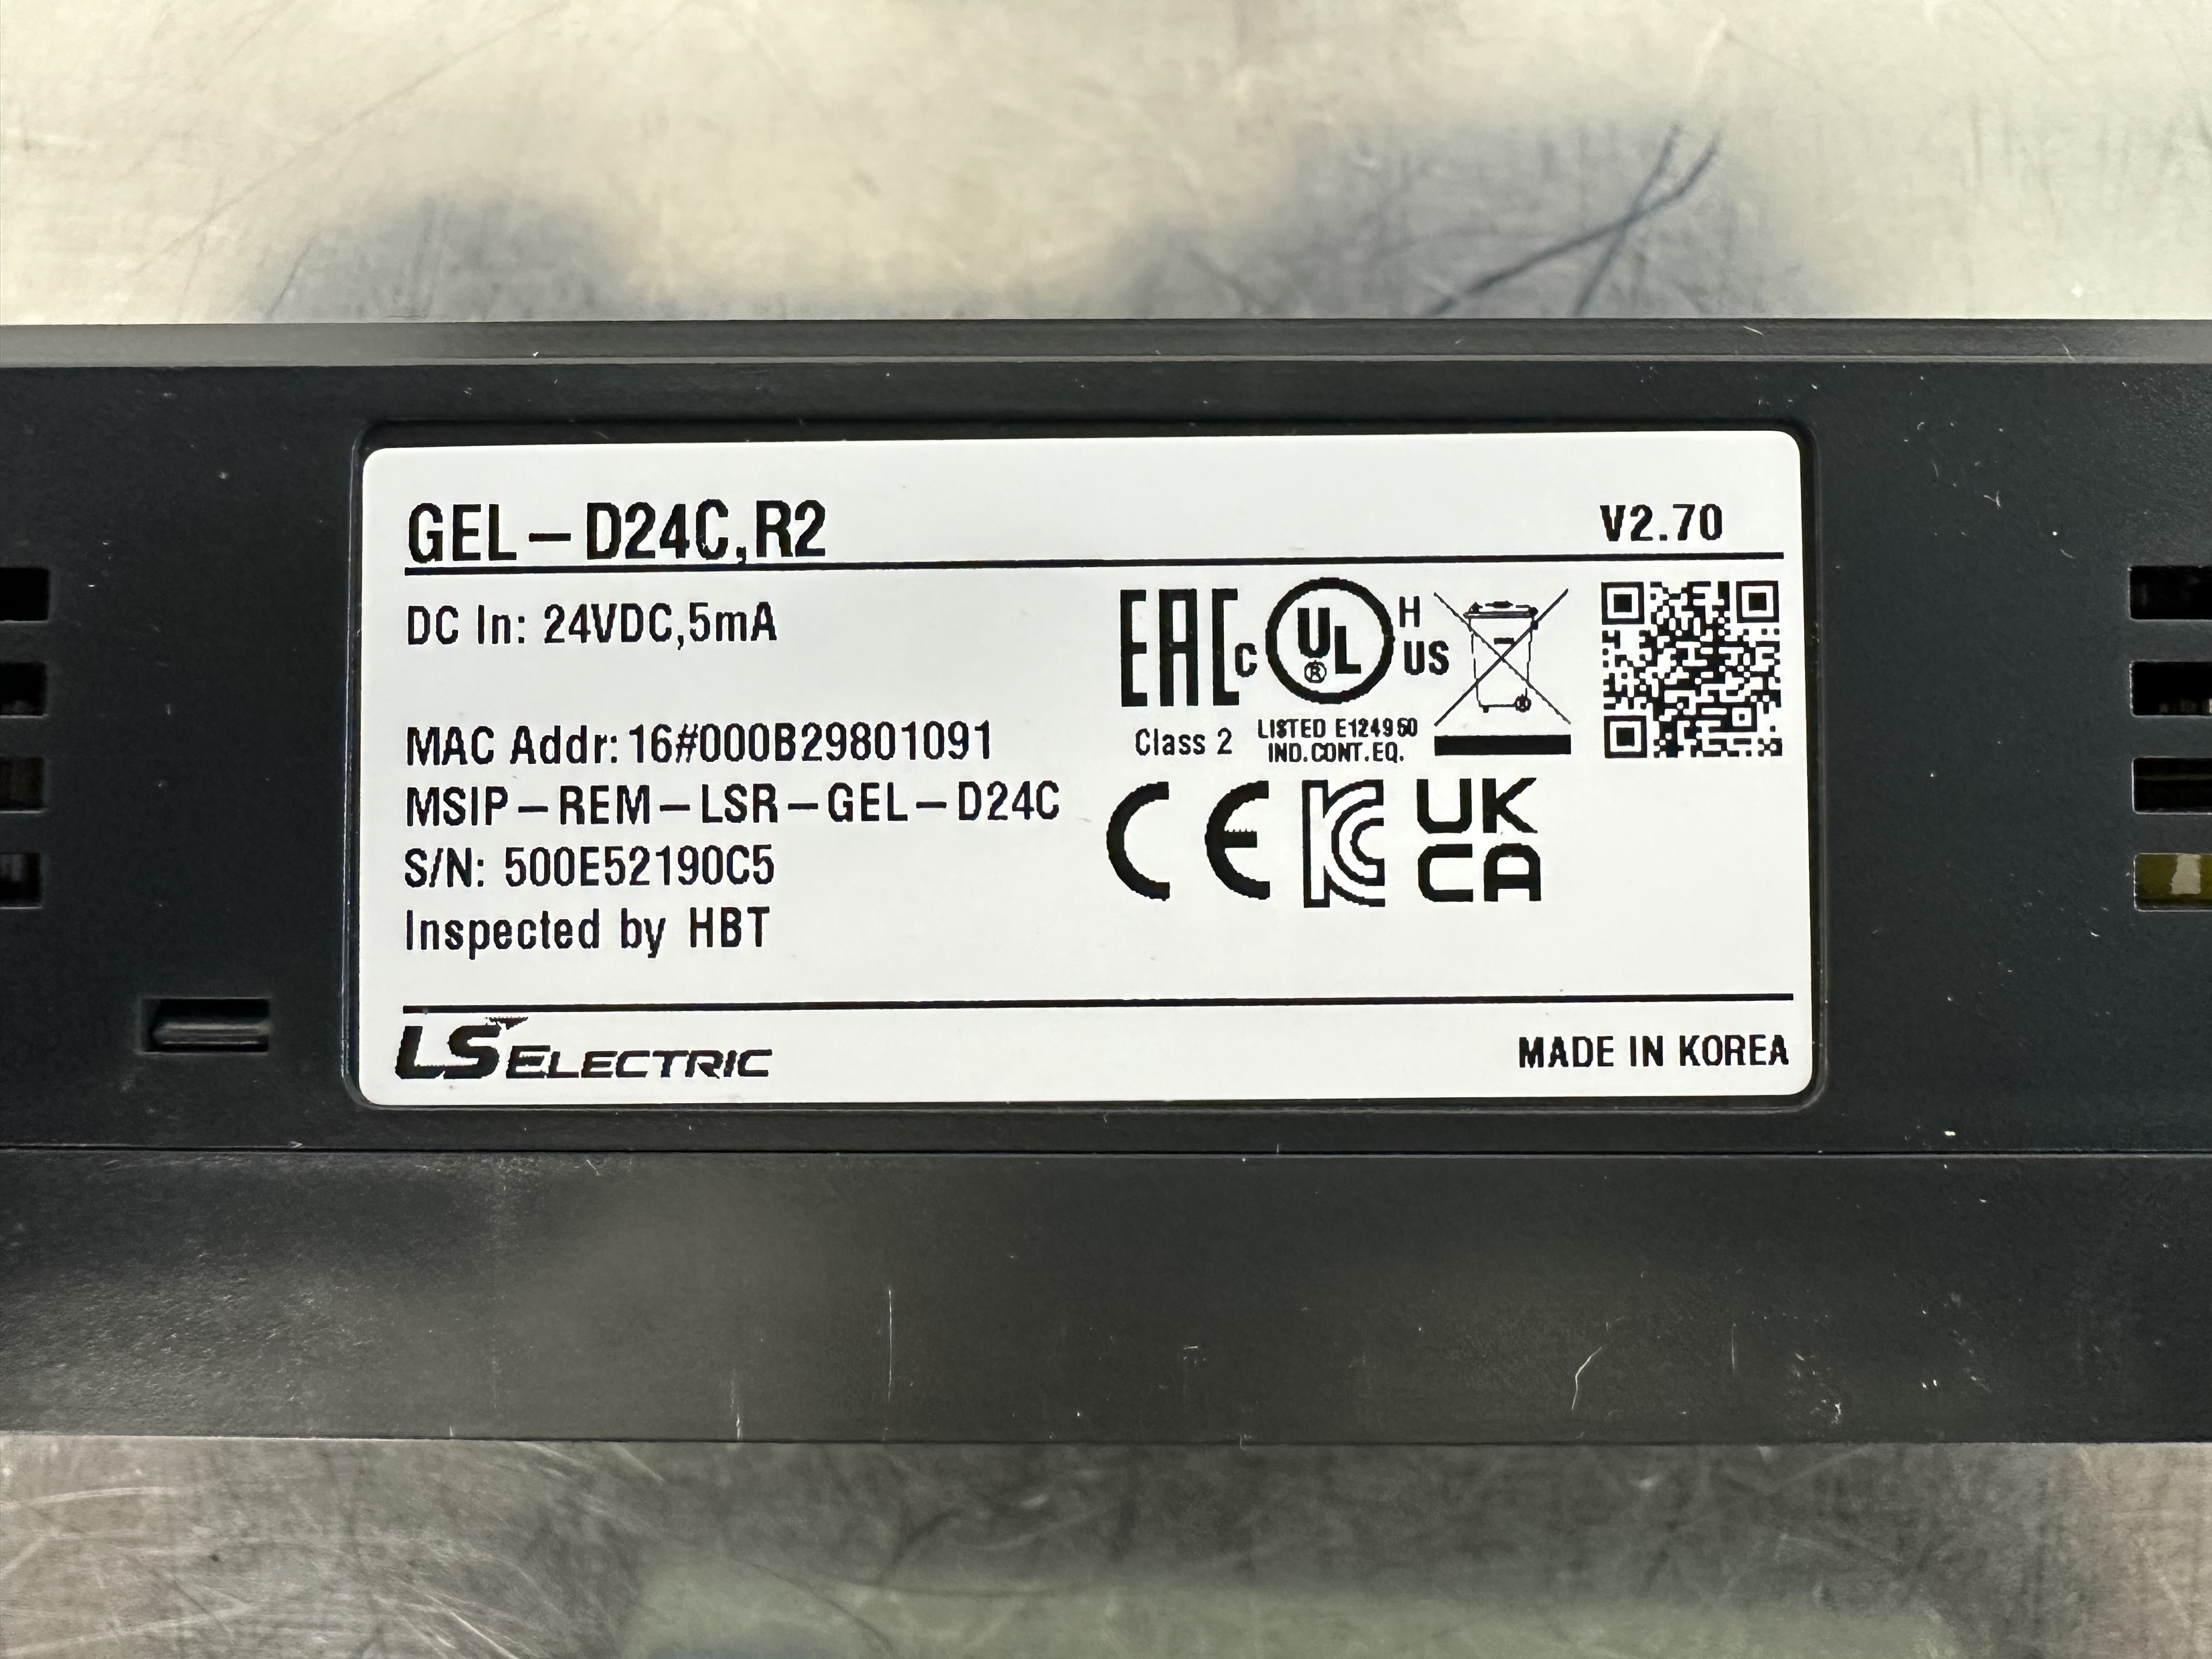 GEL-D24C,R2 V2.70
DC In: 24VDC,5mA
EAC C UL ® H US
Class 2 LISTED E124950
IND.CONT.EQ.
MAC Addr: 16#000B29801091
MSIP-REM-LSR-GEL-D24C
S/N: 500E52190C5
Inspected by HBT
CE KC UK
CA
LS ELECTRIC MADE IN KOREA